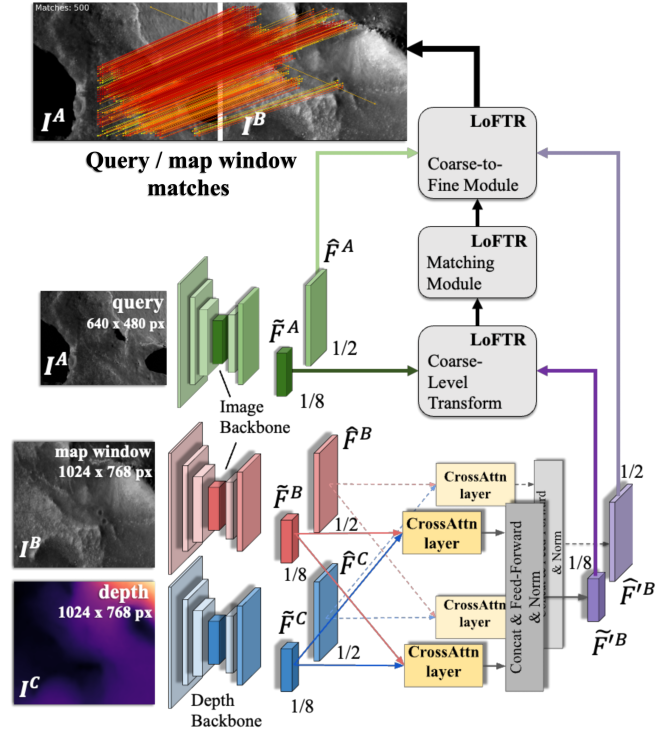 Matches: 500
I^A
I^B
Query / map window
matches
LoFTR
Coarse-to-
Fine Module
LoFTR
Matching
Module
LoFTR
Coarse-
Level
Transform
query
640 x 480 px
I^A
F̂^A
F̃^A
1/2
1/8
Image
Backbone
map window
1024 x 768 px
I^B
F̂^B
F̃^B
1/2
1/8
depth
1024 x 768 px
I^C
F̂^C
F̃^C
1/2
1/8
Depth
Backbone
CrossAttn
layer
CrossAttn
layer
CrossAttn
layer
CrossAttn
layer
Concat & Feed-Forward
& Norm
& Norm
1/2
1/8
F̂'^B
F̃'^B